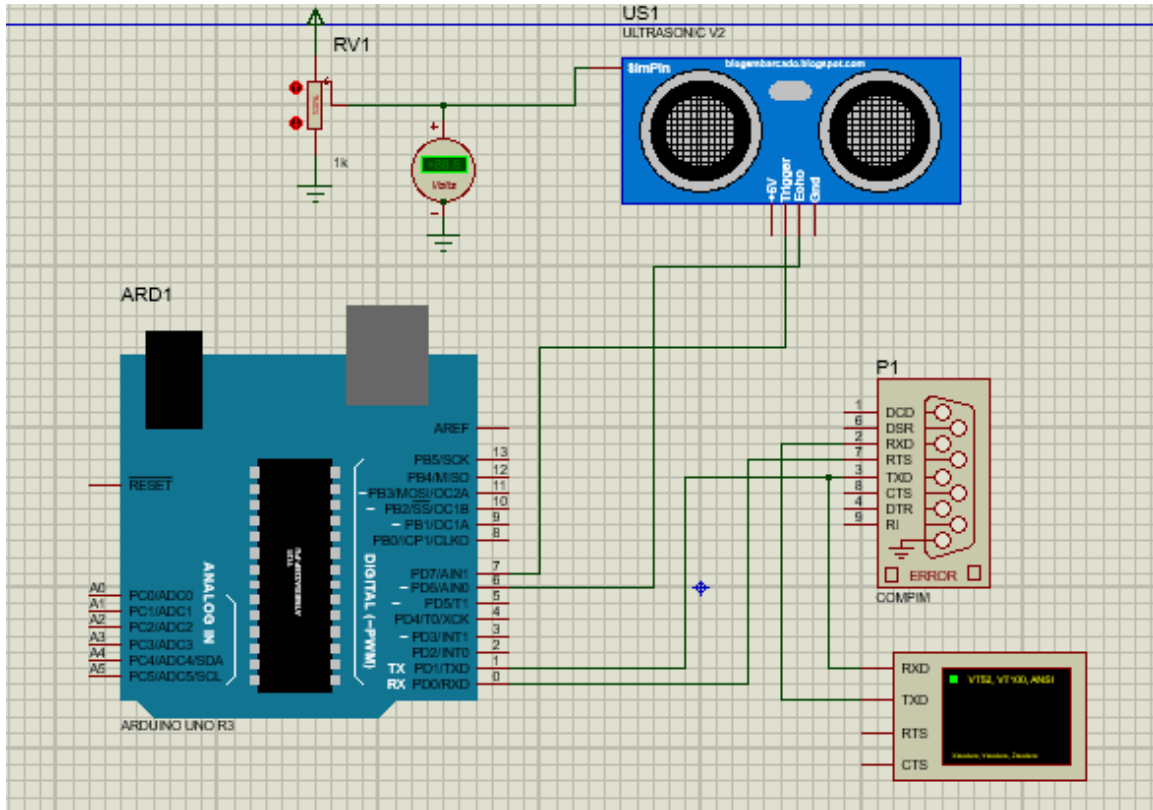 US1
ULTRASONIC V2
RV1
SimPin
blogembarcado.blogspot.com
1k
+
Volts
-
+5V
Trigger
Echo
Gnd
ARD1
P1
AREF
RESET
PB5/SCK 13
PB4/MISO 12
~PB3/MOSI/OC2A 11
~PB2/SS/OC1B 10
~PB1/OC1A 9
PB0/ICP1/CLKO 8
PD7/AIN1 7
~PD6/AIN0 6
~PD5/T1 5
PD4/T0/XCK 4
~PD3/INT1 3
PD2/INT0 2
TX PD1/TXD 1
RX PD0/RXD 0
DIGITAL (~PWM)
ANALOG IN
A0 PC0/ADC0
A1 PC1/ADC1
A2 PC2/ADC2
A3 PC3/ADC3
A4 PC4/ADC4/SDA
A5 PC5/ADC5/SCL
ARDUINO UNO R3
1 DCD
6 DSR
2 RXD
7 RTS
3 TXD
8 CTS
4 DTR
9 RI
ERROR
COMPIM
RXD
TXD
RTS
CTS
VT52, VT100, ANSI
Xmodem, Ymodem, Zmodem